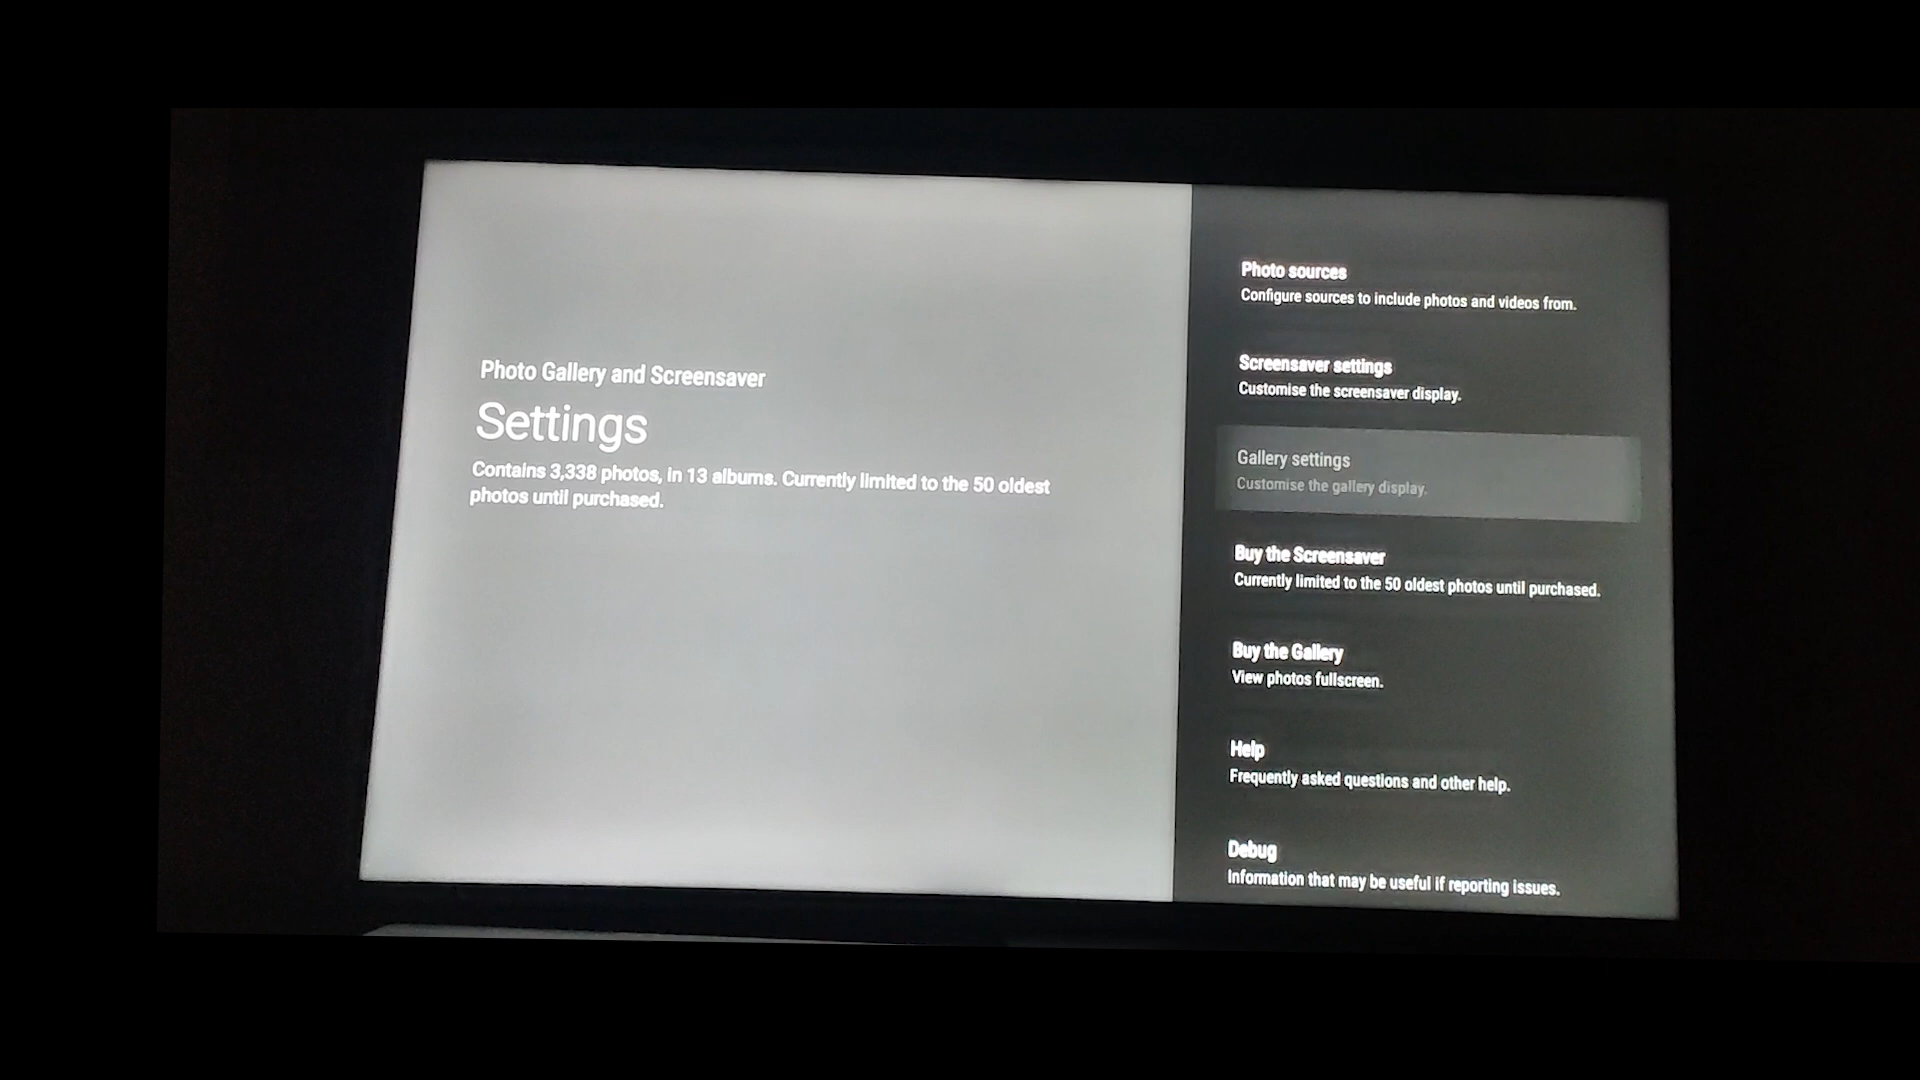 Photo Gallery and Screensaver
Settings
Contains 3,338 photos, in 13 albums. Currently limited to the 50 oldest
photos until purchased.
Photo sources
Configure sources to include photos and videos from.
Screensaver settings
Customise the screensaver display.
Gallery settings
Customise the gallery display.
Buy the Screensaver
Currently limited to the 50 oldest photos until purchased.
Buy the Gallery
View photos fullscreen.
Help
Frequently asked questions and other help.
Debug
Information that may be useful if reporting issues.